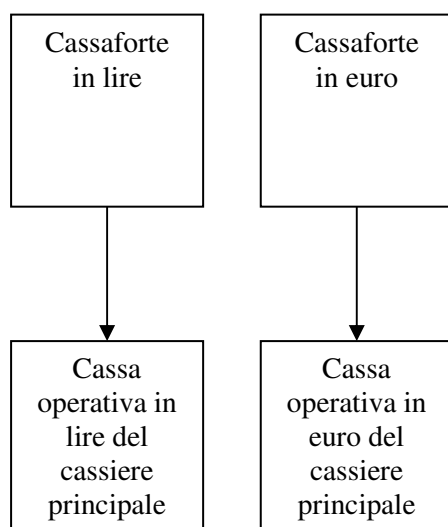 Cassaforte
in lire
Cassaforte
in euro
Cassa
operativa in
lire del
cassiere
principale
Cassa
operativa in
euro del
cassiere
principale